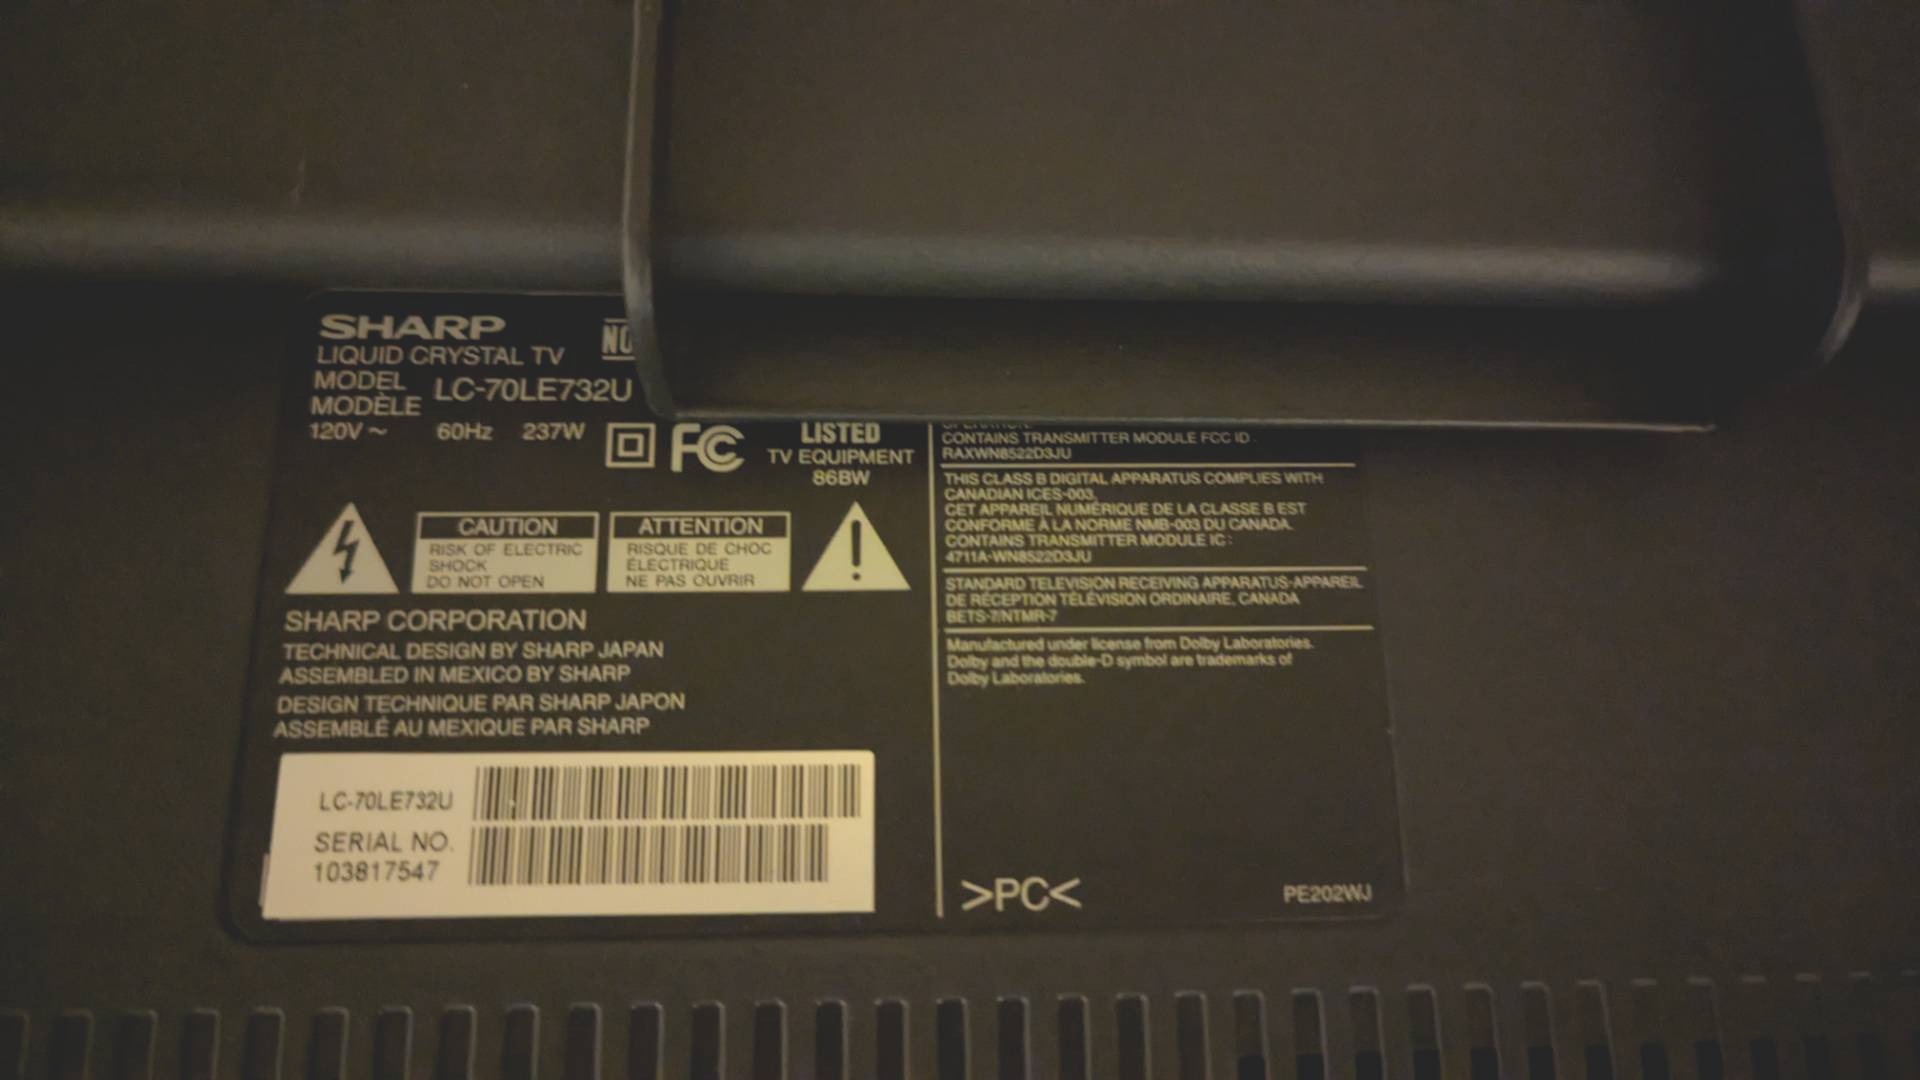 SHARP
LIQUID CRYSTAL TV
MODEL
MODÈLE
LC-70LE732U
120V ~ 60Hz 237W
FC
LISTED
TV EQUIPMENT
86BW
CAUTION
RISK OF ELECTRIC
SHOCK
DO NOT OPEN
ATTENTION
RISQUE DE CHOC
ÉLECTRIQUE
NE PAS OUVRIR
SHARP CORPORATION
TECHNICAL DESIGN BY SHARP JAPAN
ASSEMBLED IN MEXICO BY SHARP
DESIGN TECHNIQUE PAR SHARP JAPON
ASSEMBLÉ AU MEXIQUE PAR SHARP
LC-70LE732U
SERIAL NO.
103817547
CONTAINS TRANSMITTER MODULE FCC ID :
RAXWN8522D3JU
THIS CLASS B DIGITAL APPARATUS COMPLIES WITH
CANADIAN ICES-003.
CET APPAREIL NUMÉRIQUE DE LA CLASSE B EST
CONFORME À LA NORME NMB-003 DU CANADA.
CONTAINS TRANSMITTER MODULE IC :
4711A-WN8522D3JU
STANDARD TELEVISION RECEIVING APPARATUS-APPAREIL
DE RÉCEPTION TÉLÉVISION ORDINAIRE, CANADA
BETS-7/NTMR-7
Manufactured under license from Dolby Laboratories.
Dolby and the double-D symbol are trademarks of
Dolby Laboratories.
>PC<
PE202WJ